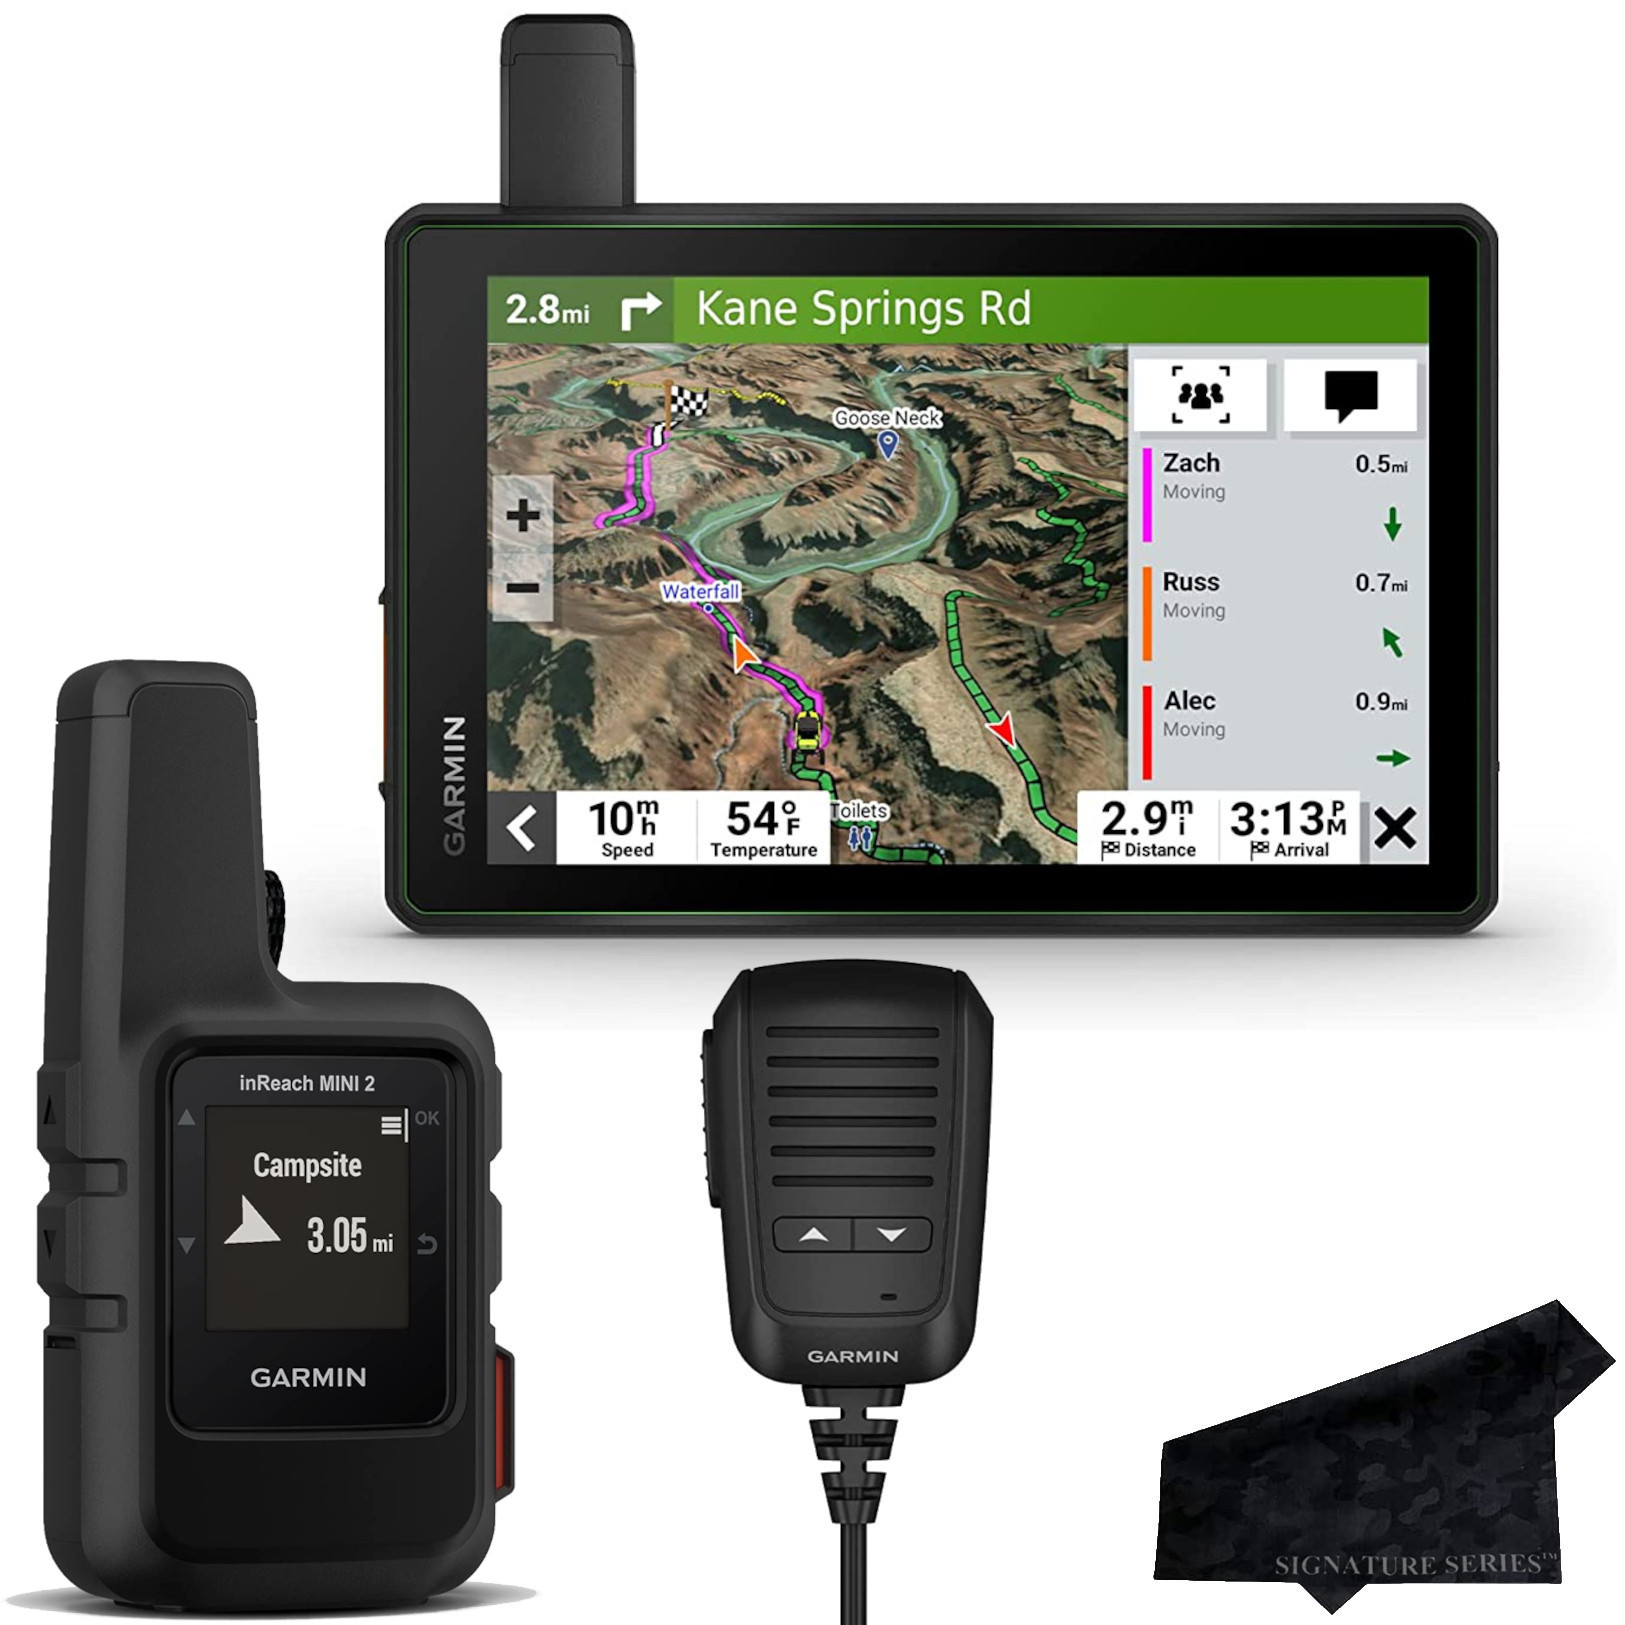 2.8mi
Kane Springs Rd
Goose Neck
Waterfall
Toilets
+
-
Zach
0.5mi
Moving
Russ
0.7mi
Moving
Alec
0.9mi
Moving
10mh
Speed
54°F
Temperature
2.9mi
Distance
3:13PM
Arrival
GARMIN
inReach MINI 2
OK
Campsite
3.05 mi
GARMIN
GARMIN
SIGNATURE SERIES™